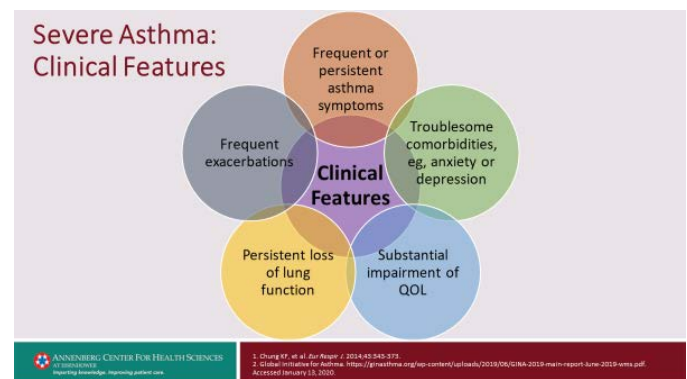 Severe Asthma:
Clinical Features
Frequent or
persistent
asthma
symptoms
Troublesome
comorbidities,
eg, anxiety or
depression
Substantial
impairment of
QOL
Persistent loss
of lung
function
Frequent
exacerbations
Clinical
Features
ANNENBERG CENTER FOR HEALTH SCIENCES
AT EISENHOWER
Imparting knowledge. Improving patient care.
1. Chung KF, et al. Eur Respir J. 2014;43:343-373.
2. Global Initiative for Asthma. https://ginasthma.org/wp-content/uploads/2019/06/GINA-2019-main-report-June-2019-wms.pdf.
Accessed January 13, 2020.